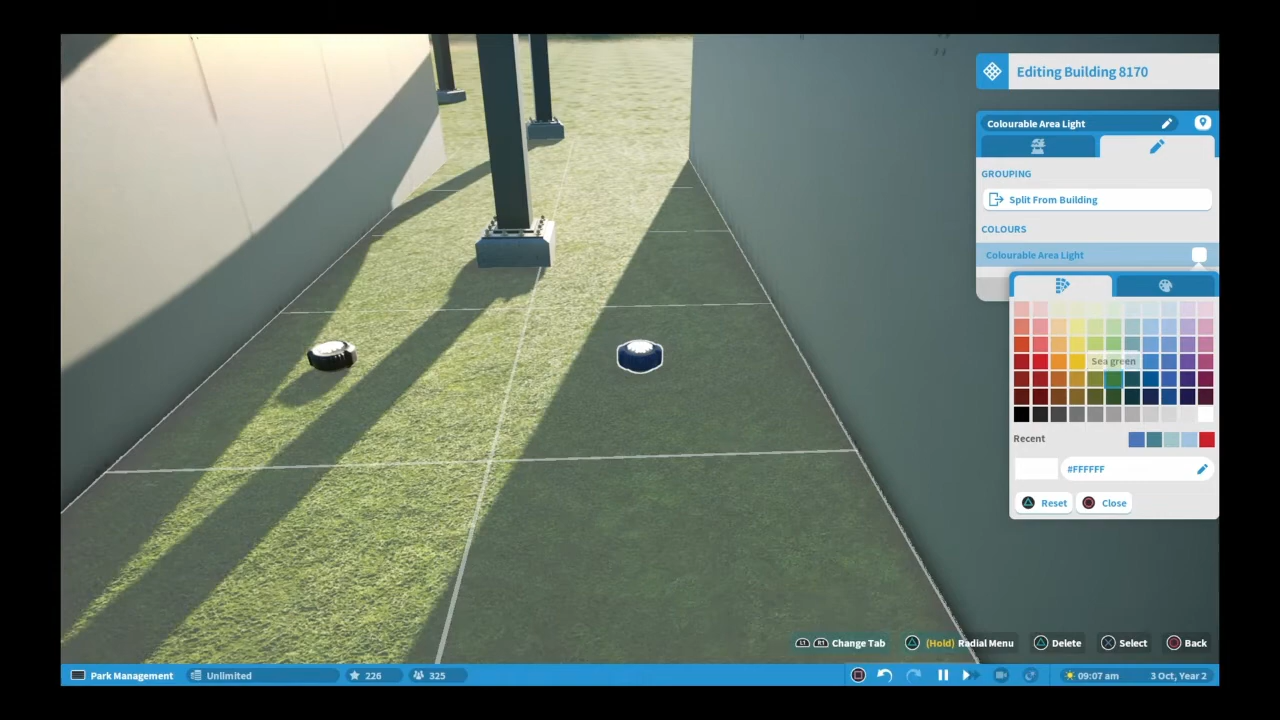 Editing Building 8170
Colourable Area Light
GROUPING
Split From Building
COLOURS
Colourable Area Light
Sea green
Recent
#FFFFFF
Reset
Close
L1 R1 Change Tab
(Hold) Radial Menu
Delete
Select
Back
Park Management
Unlimited
226
325
09:07 am
3 Oct, Year 2